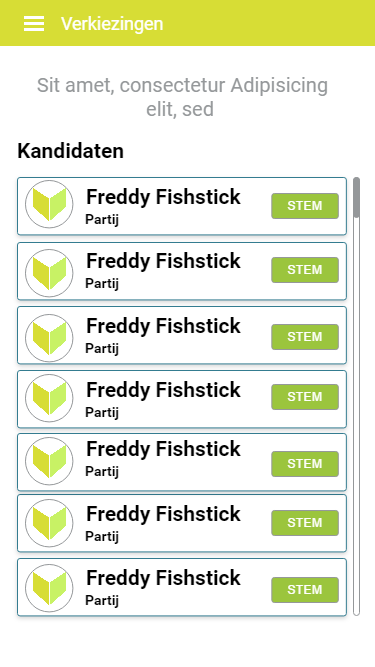 Verkiezingen
Sit amet, consectetur Adipisicing
elit, sed
Kandidaten
Freddy Fishstick
Partij
STEM
Freddy Fishstick
Partij
STEM
Freddy Fishstick
Partij
STEM
Freddy Fishstick
Partij
STEM
Freddy Fishstick
Partij
STEM
Freddy Fishstick
Partij
STEM
Freddy Fishstick
Partij
STEM